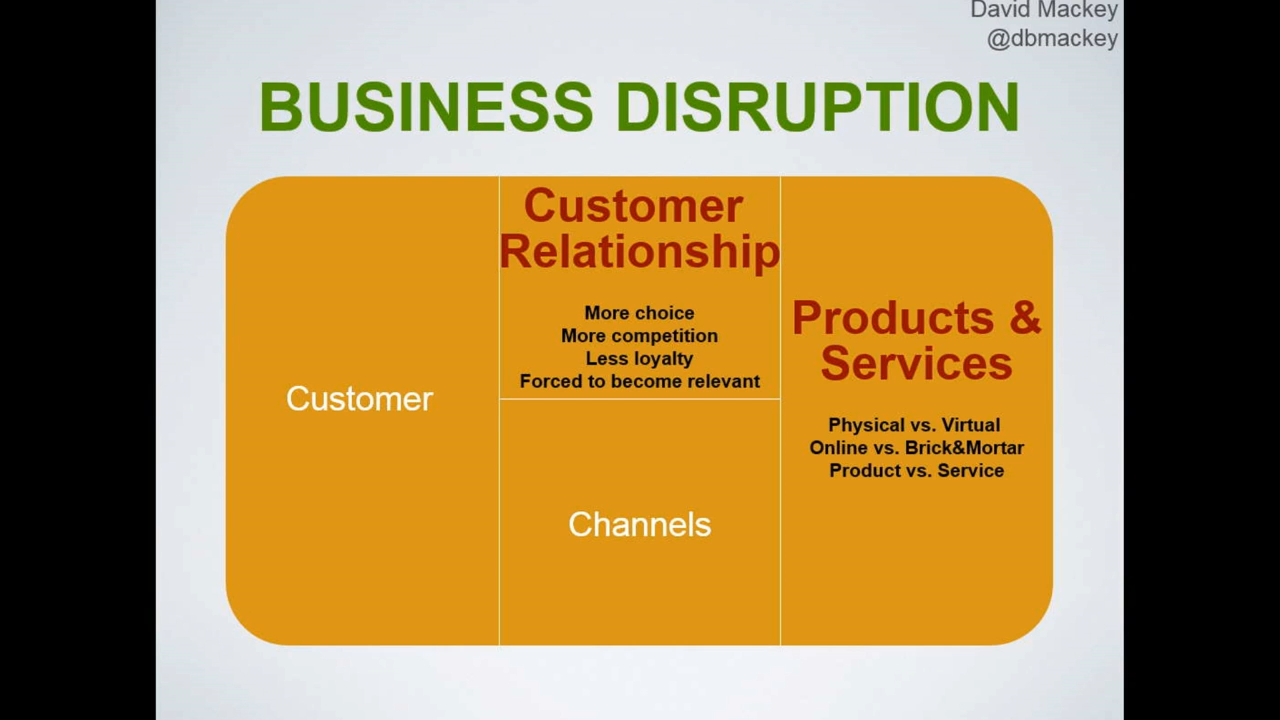 David Mackey
@dbmackey
BUSINESS DISRUPTION
Customer
Customer
Relationship
More choice
More competition
Less loyalty
Forced to become relevant
Channels
Products &
Services
Physical vs. Virtual
Online vs. Brick&Mortar
Product vs. Service